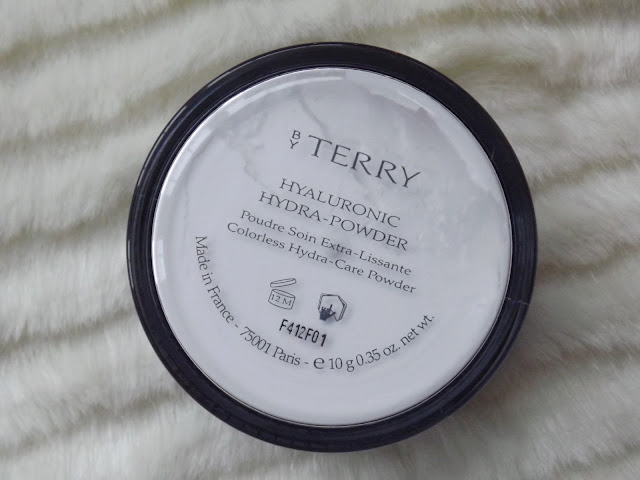 BY TERRY
HYALURONIC
HYDRA-POWDER
Poudre Soin Extra-Lissante
Colorless Hydra-Care Powder
12 M
F412F01
Made in France - 75001 Paris - e 10 g 0.35 oz. net wt.